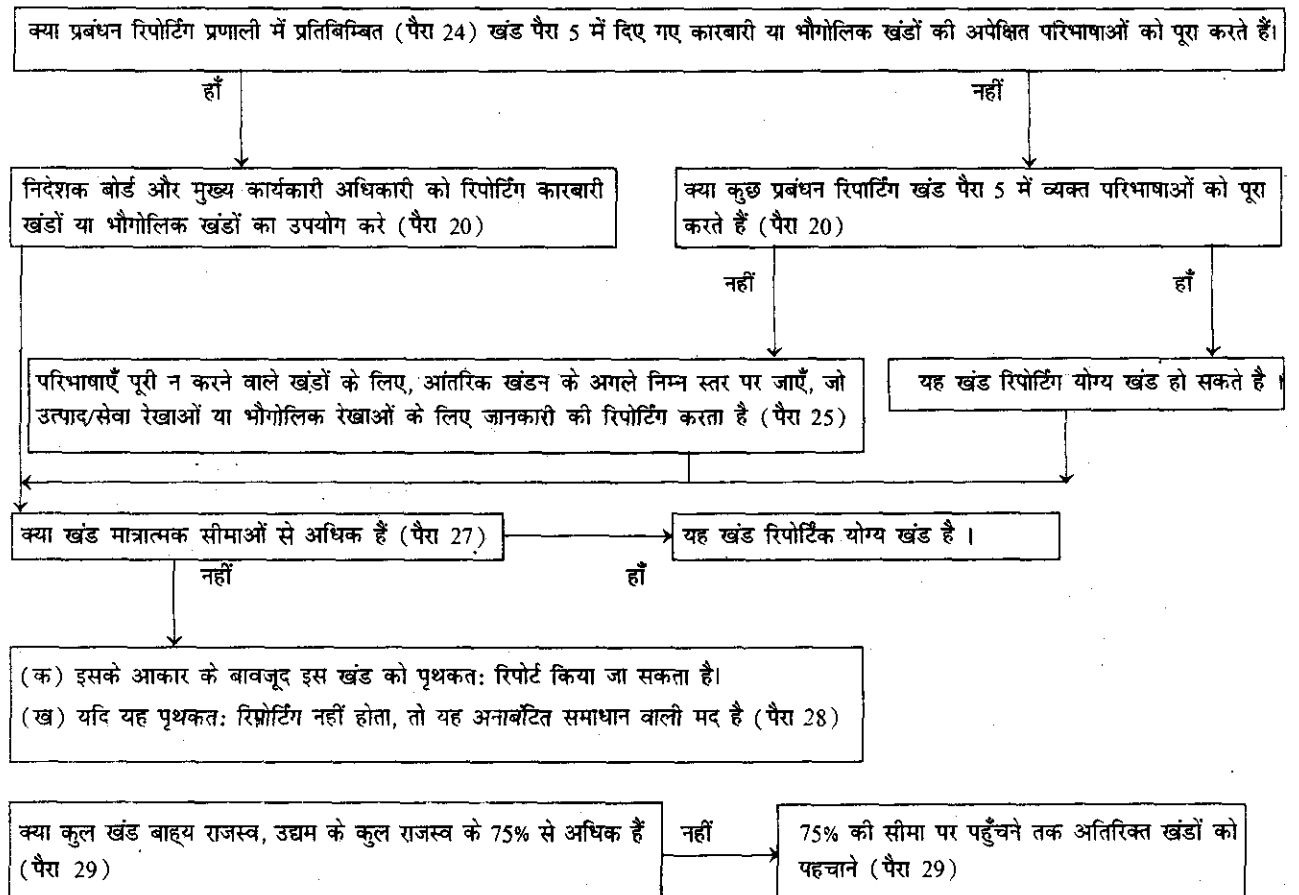 क्या प्रबंधन रिपोर्टिंग प्रणाली में प्रतिबिम्बित (पैरा 24) खंड पैरा 5 में दिए गए कारबारी या भौगोलिक खंडों की अपेक्षित परिभाषाओं को पूरा करते हैं।
हाँ
नहीं
निदेशक बोर्ड और मुख्य कार्यकारी अधिकारी को रिपोर्टिंग कारबारी
खंडों या भौगोलिक खंडों का उपयोग करे (पैरा 20)
क्या कुछ प्रबंधन रिपार्टिंग खंड पैरा 5 में व्यक्त परिभाषाओं को पूरा
करते हैं (पैरा 20)
नहीं
हाँ
परिभाषाएँ पूरी न करने वाले खंडों के लिए, आंतरिक खंडन के अगले निम्न स्तर पर जाएँ, जो
उत्पाद/सेवा रेखाओं या भौगोलिक रेखाओं के लिए जानकारी की रिपोर्टिंग करता है (पैरा 25)
यह खंड रिपोर्टिंग योग्य खंड हो सकते है ।
क्या खंड मात्रात्मक सीमाओं से अधिक हैं (पैरा 27)
यह खंड रिपोर्टिक योग्य खंड है ।
नहीं
हाँ
(क) इसके आकार के बावजूद इस खंड को पृथकत: रिपोर्ट किया जा सकता है।
(ख) यदि यह पृथकत: रिपोर्टिंग नहीं होता, तो यह अनाबंटित समाधान वाली मद है (पैरा 28)
क्या कुल खंड बाह्य राजस्व, उद्यम के कुल राजस्व के 75% से अधिक हैं
(पैरा 29)
नहीं
75% की सीमा पर पहुँचने तक अतिरिक्त खंडों को
पहचाने (पैरा 29)